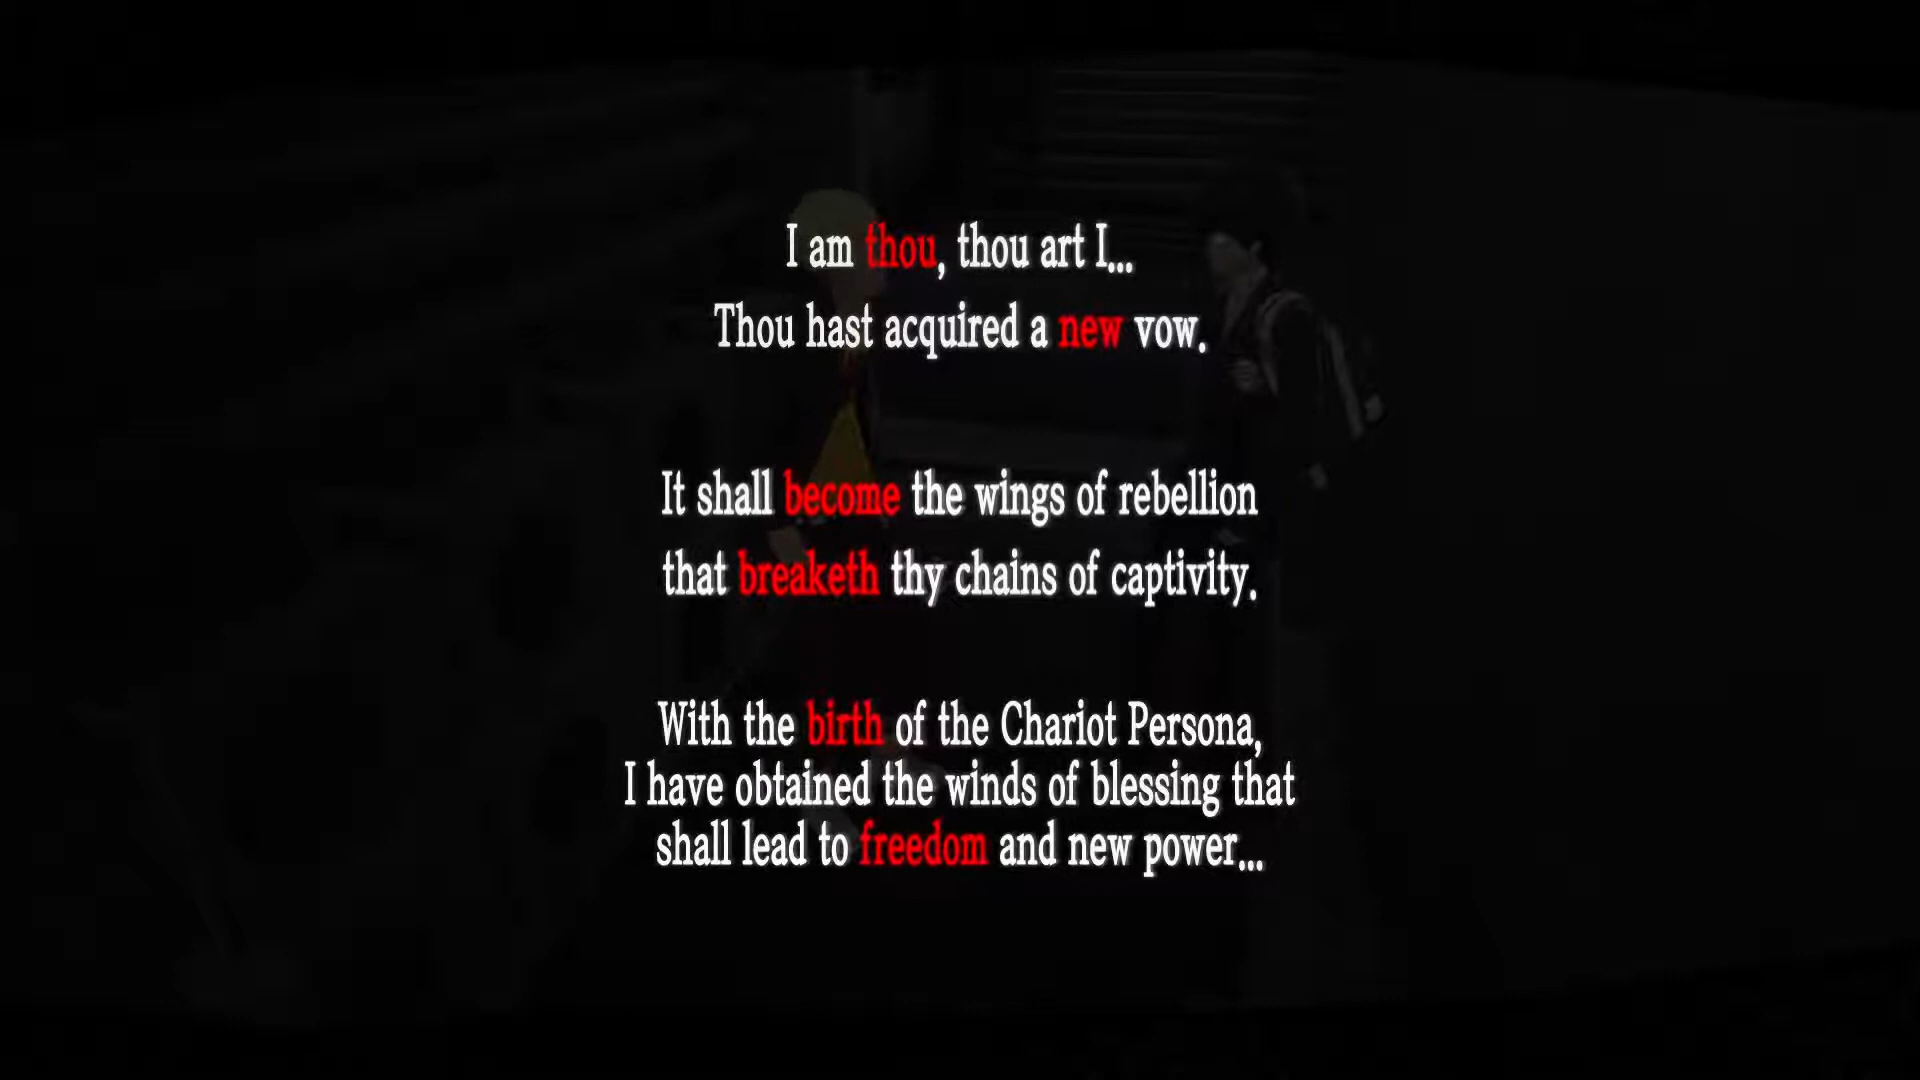 I am thou, thou art I...
Thou hast acquired a new vow.
It shall become the wings of rebellion
that breaketh thy chains of captivity.
With the birth of the Chariot Persona,
I have obtained the winds of blessing that
shall lead to freedom and new power...